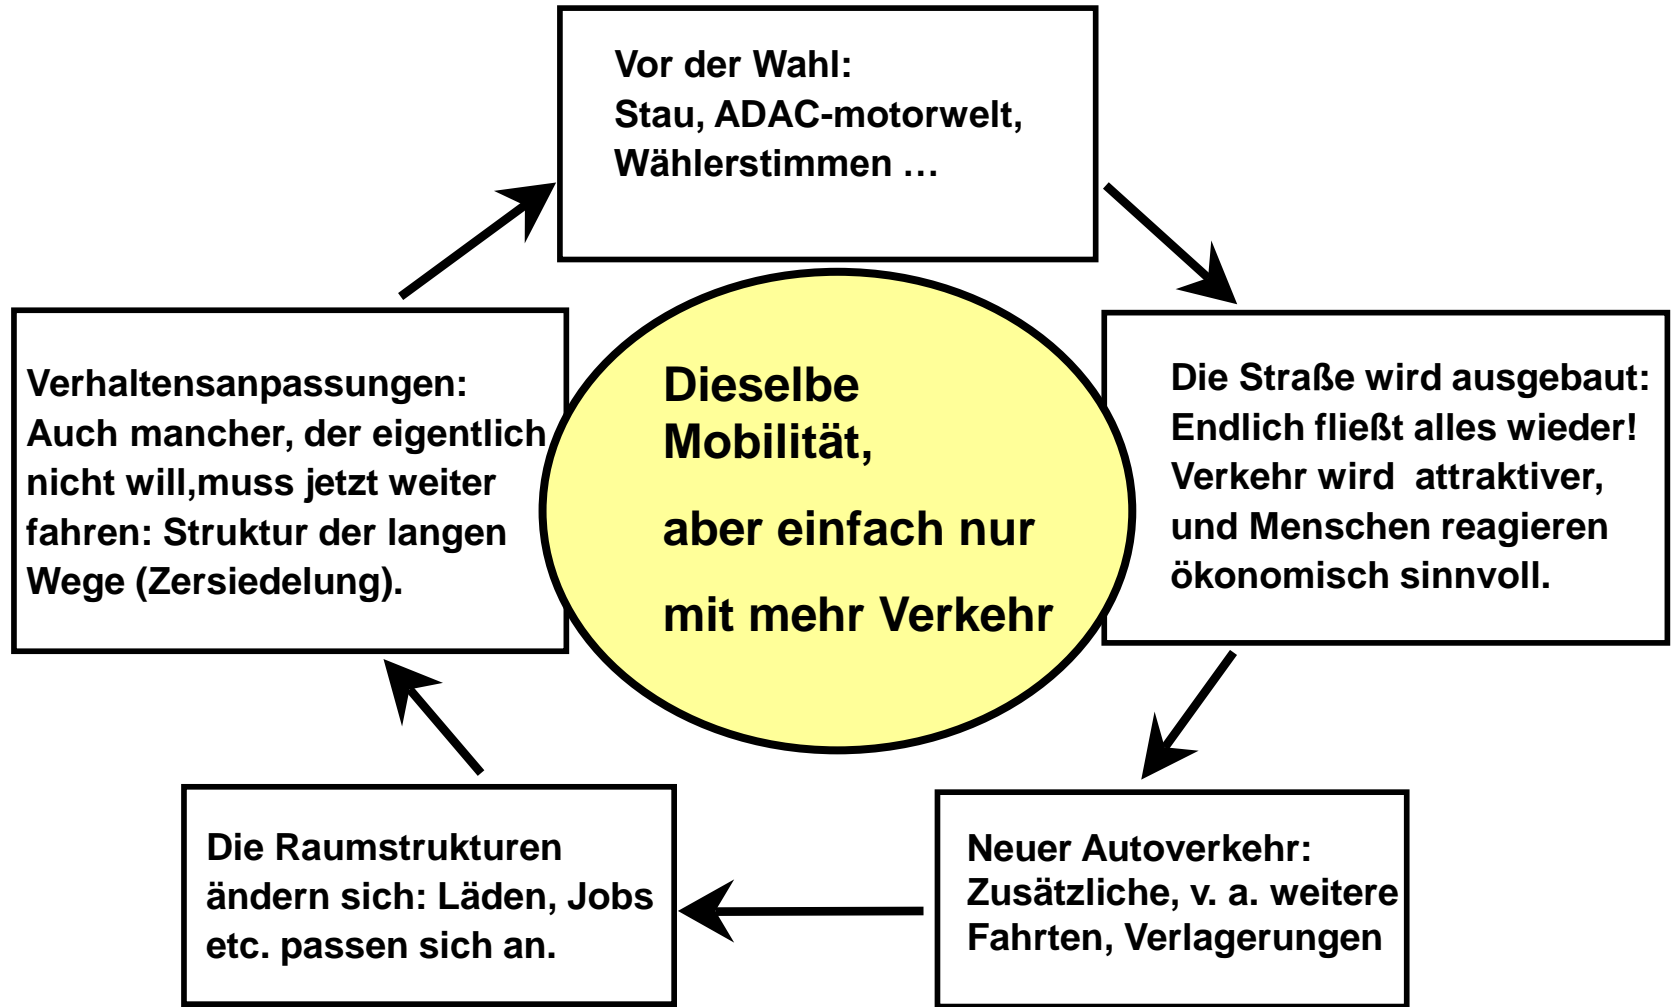 Vor der Wahl:
Stau, ADAC-motorwelt,
Wählerstimmen …
Die Straße wird ausgebaut:
Endlich fließt alles wieder!
Verkehr wird  attraktiver,
und Menschen reagieren
ökonomisch sinnvoll.
Neuer Autoverkehr:
Zusätzliche, v. a. weitere
Fahrten, Verlagerungen
Die Raumstrukturen
ändern sich: Läden, Jobs
etc. passen sich an.
Verhaltensanpassungen:
Auch mancher, der eigentlich
nicht will,muss jetzt weiter
fahren: Struktur der langen
Wege (Zersiedelung).
Dieselbe
Mobilität,
aber einfach nur
mit mehr Verkehr